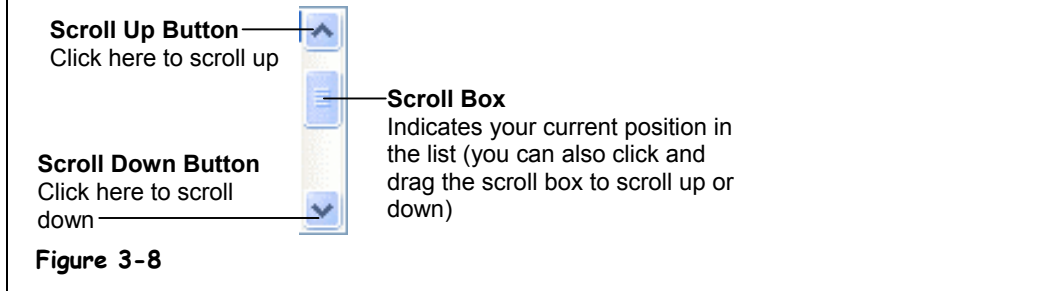 Scroll Up Button
Click here to scroll up
Scroll Box
Indicates your current position in
the list (you can also click and
drag the scroll box to scroll up or
down)
Scroll Down Button
Click here to scroll
down
Figure 3-8